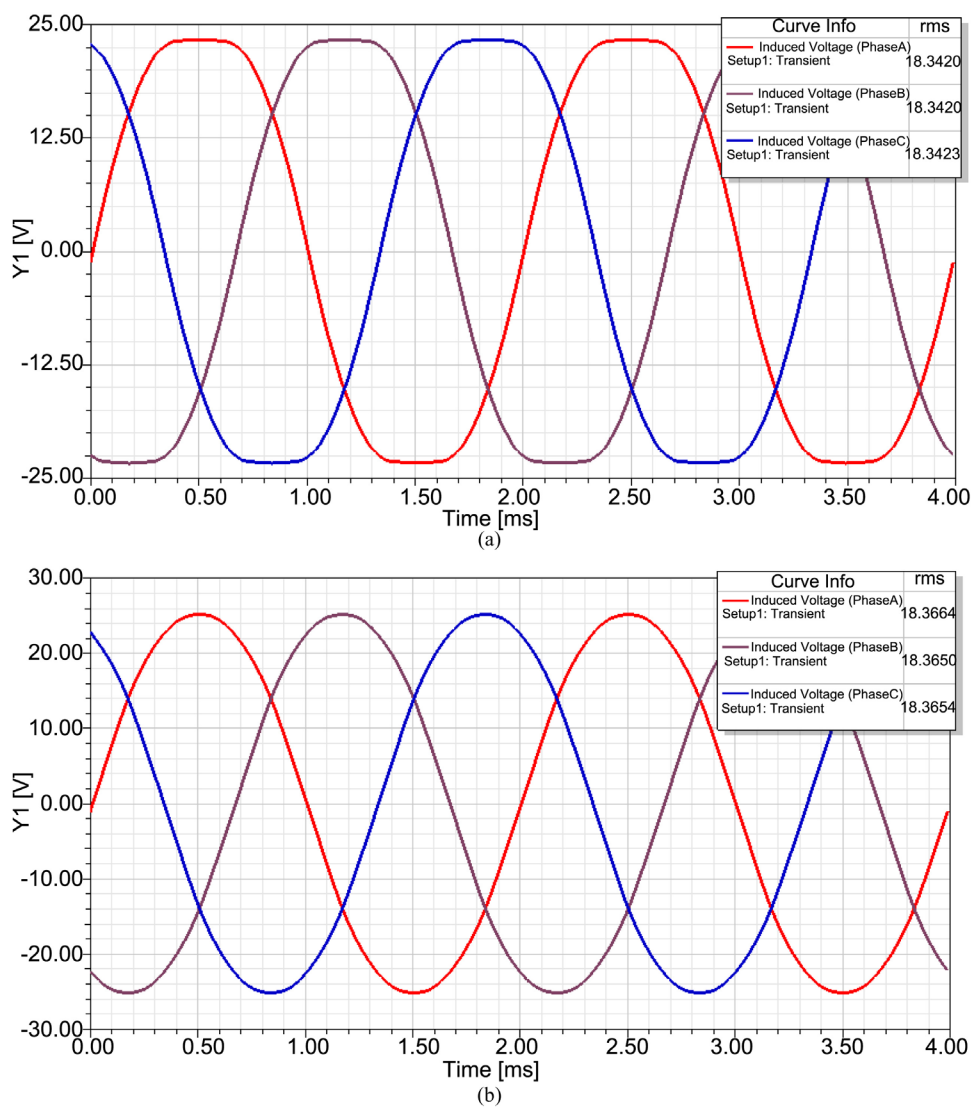 25.00
12.50
0.00
-12.50
-25.00
Y1 [V]
Curve Info rms
Induced Voltage (PhaseA)
Setup1: Transient 18.3420
Induced Voltage (PhaseB)
Setup1: Transient 18.3420
Induced Voltage (PhaseC)
Setup1: Transient 18.3423
0.00 0.50 1.00 1.50 2.00 2.50 3.00 3.50 4.00
Time [ms]
(a)
30.00
20.00
10.00
0.00
-10.00
-20.00
-30.00
Y1 [V]
Curve Info rms
Induced Voltage (PhaseA)
Setup1: Transient 18.3664
Induced Voltage (PhaseB)
Setup1: Transient 18.3650
Induced Voltage (PhaseC)
Setup1: Transient 18.3654
0.00 0.50 1.00 1.50 2.00 2.50 3.00 3.50 4.00
Time [ms]
(b)